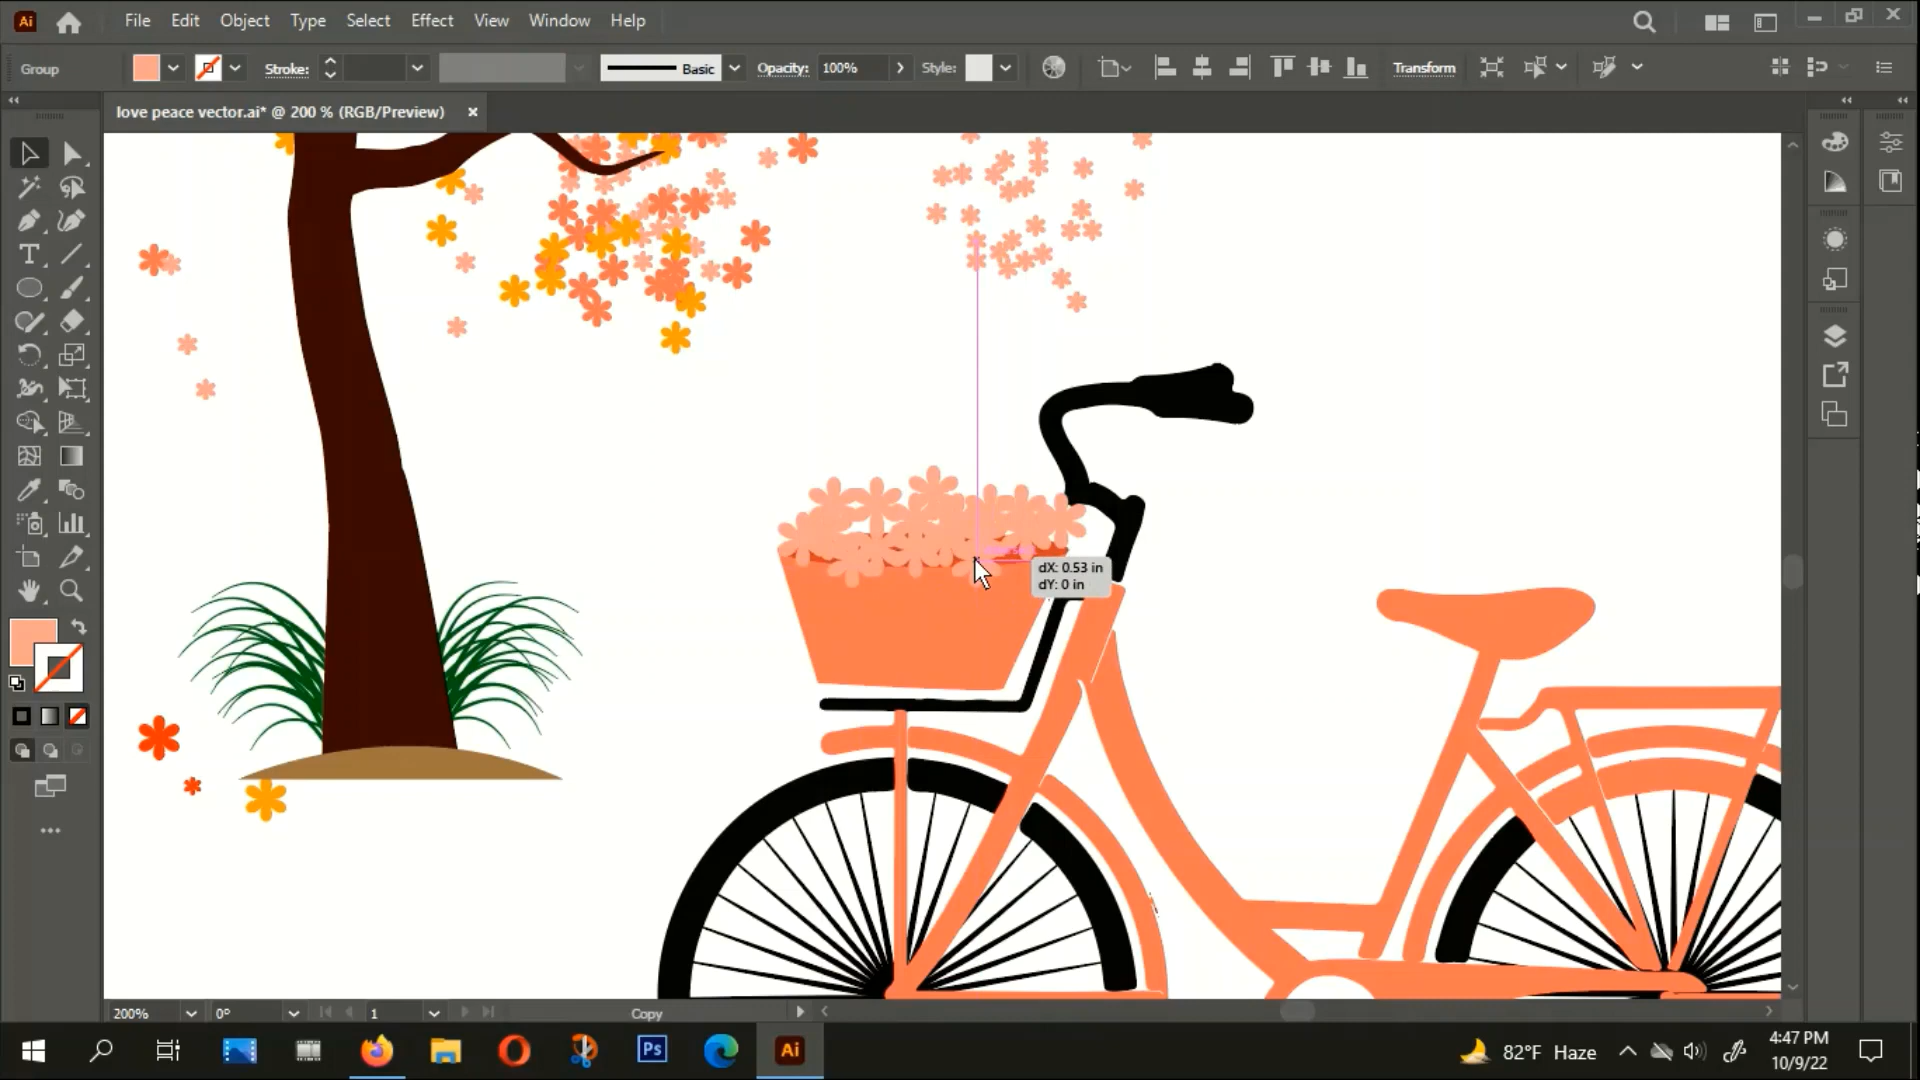 Ai File Edit Object Type Select Effect View Window Help
Group Stroke: Basic Opacity: 100% Style: Transform
love peace vector.ai* @ 200 % (RGB/Preview) ×
T
dX: 0.53 in
dY: 0 in
200% 0° 1 Copy
Ps Ai 82°F Haze 4:47 PM
10/9/22